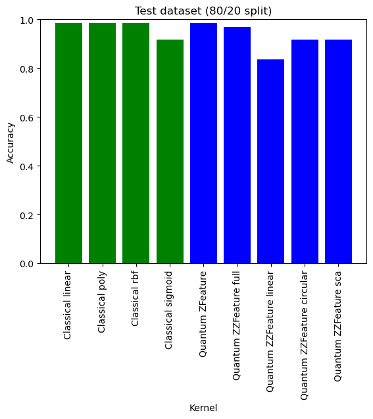 Test dataset (80/20 split)
Accuracy
1.0
0.8
0.6
0.4
0.2
0.0
Classical linear
Classical poly
Classical rbf
Classical sigmoid
Quantum ZFeature
Quantum ZZFeature full
Quantum ZZFeature linear
Quantum ZZFeature circular
Quantum ZZFeature sca
Kernel